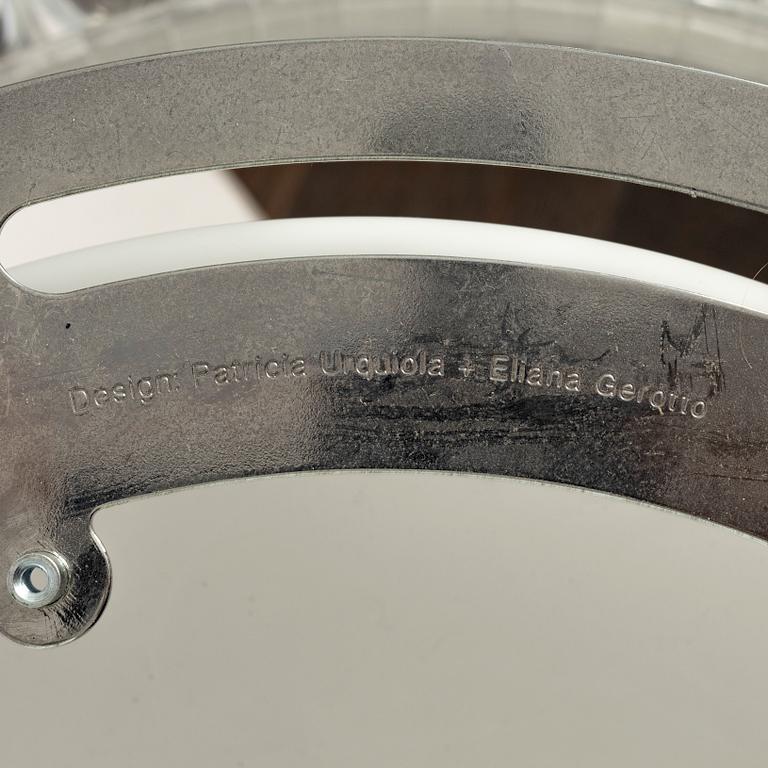 Design: Patricia Urquiola + Eliana Gerotto